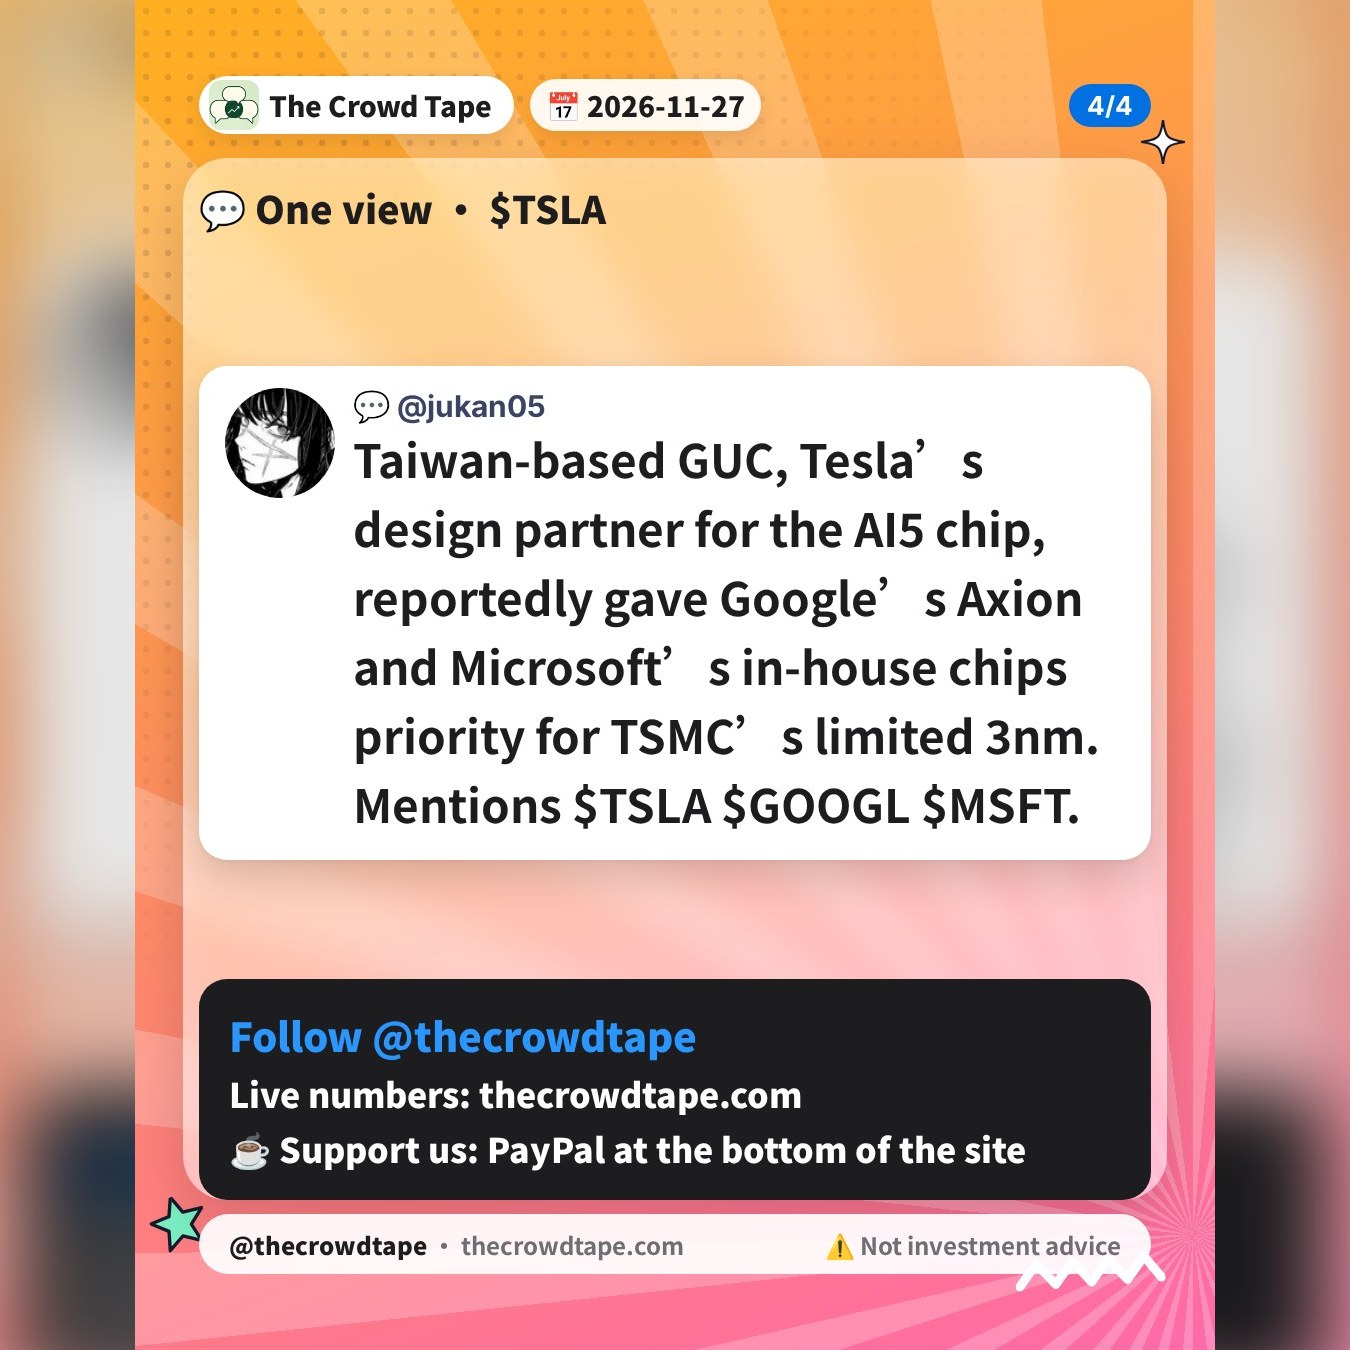 The Crowd Tape
July 17 2026-11-27
4/4
One view • $TSLA
@jukan05
Taiwan-based GUC, Tesla’s
design partner for the AI5 chip,
reportedly gave Google’s Axion
and Microsoft’s in-house chips
priority for TSMC’s limited 3nm.
Mentions $TSLA $GOOGL $MSFT.
Follow @thecrowdtape
Live numbers: thecrowdtape.com
☕ Support us: PayPal at the bottom of the site
@thecrowdtape • thecrowdtape.com
⚠️ Not investment advice